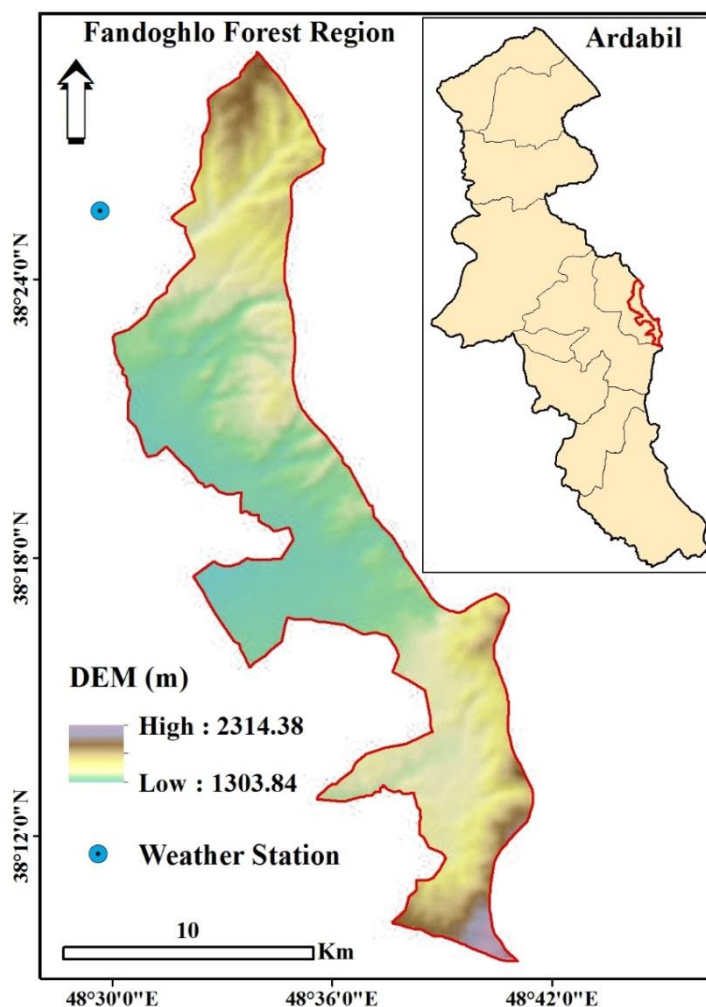 Fandoghlo Forest Region
Ardabil
38°24'0"N
38°18'0"N
38°12'0"N
DEM (m)
High : 2314.38
Low : 1303.84
Weather Station
10
Km
48°30'0"E
48°36'0"E
48°42'0"E